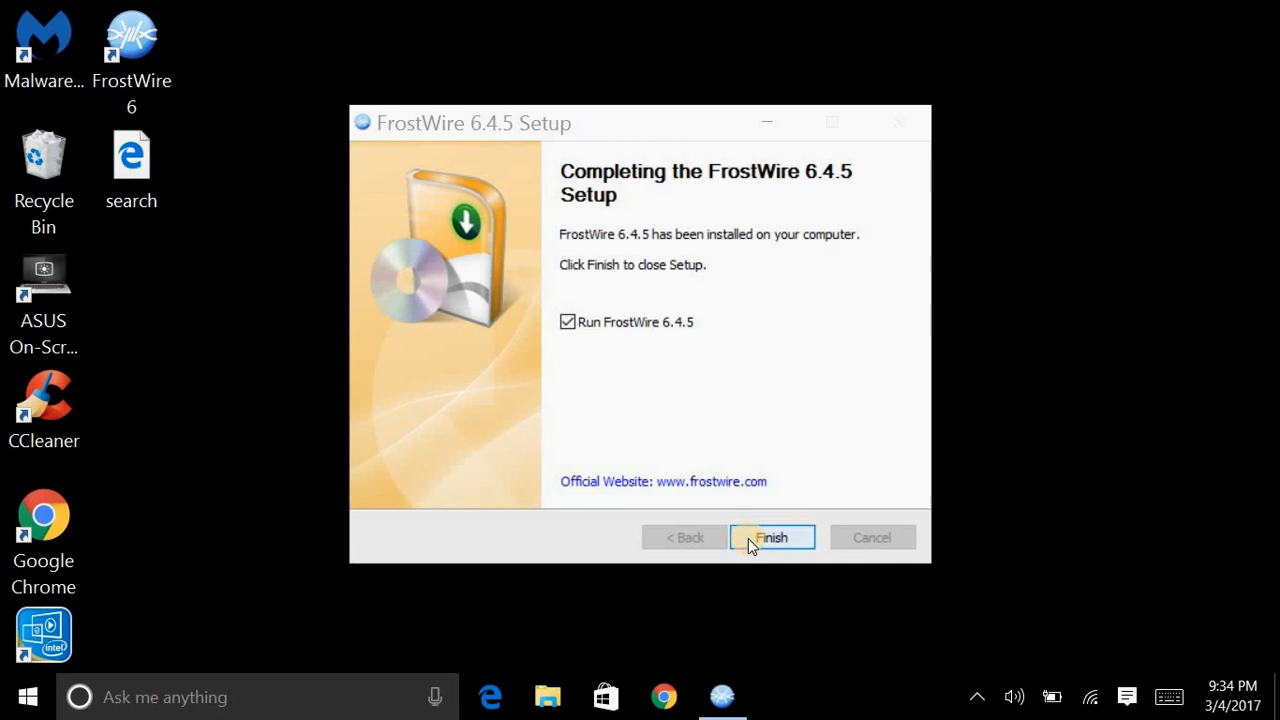 Malware...
FrostWire
6
Recycle
Bin
search
ASUS
On-Scr...
CCleaner
Google
Chrome
intel
FrostWire 6.4.5 Setup
Completing the FrostWire 6.4.5
Setup
FrostWire 6.4.5 has been installed on your computer.
Click Finish to close Setup.
Run FrostWire 6.4.5
Official Website: www.frostwire.com
< Back
Finish
Cancel
Ask me anything
9:34 PM
3/4/2017